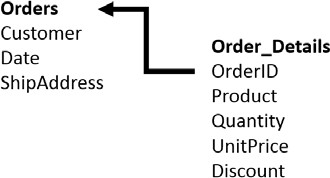 Orders
Customer
Date
ShipAddress
Order_Details
OrderID
Product
Quantity
UnitPrice
Discount